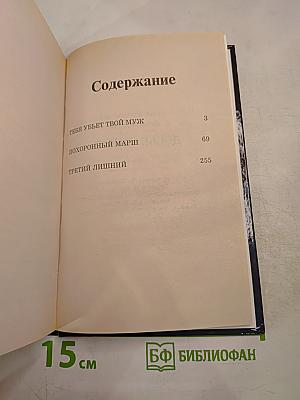 Содержание
ТЕБЯ УБЬЕТ ТВОЙ МУЖ 3
ПОХОРОННЫЙ МАРШ 69
ТРЕТИЙ ЛИШНИЙ 255
15 см
БФ БИБЛИОФАН